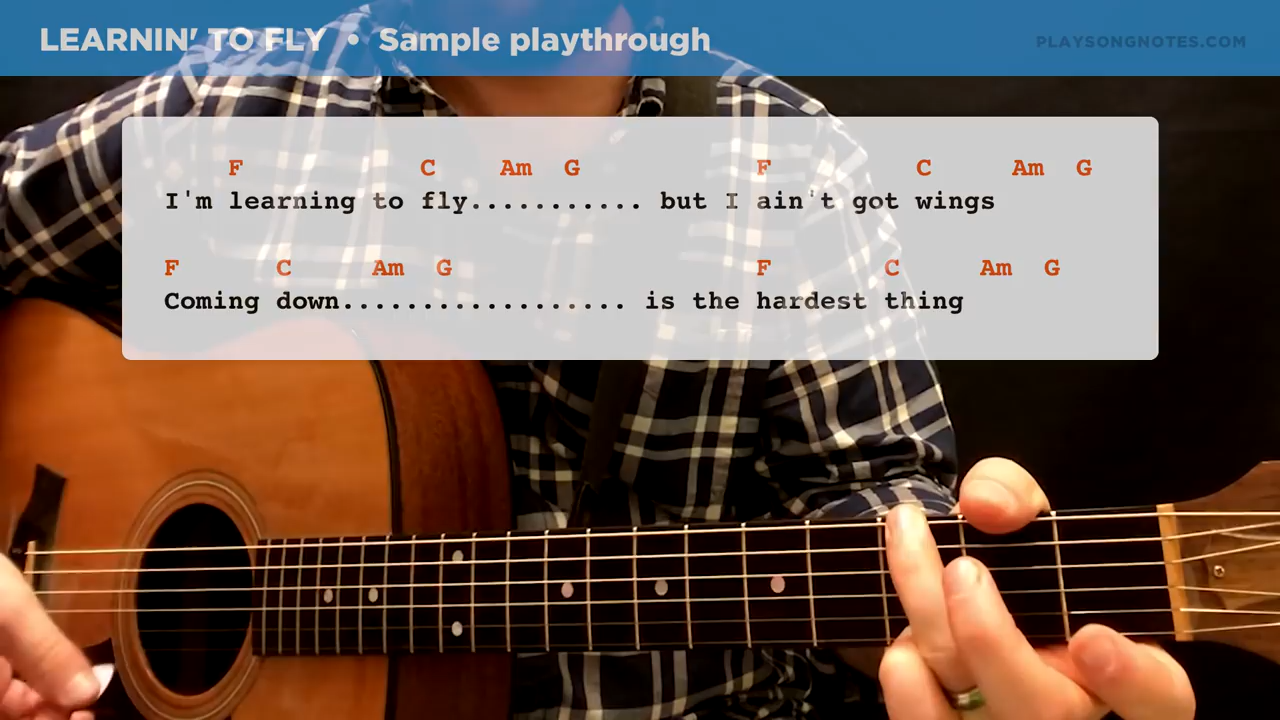 LEARNIN' TO FLY • Sample playthrough
PLAYSONGNOTES.COM
F C Am G F C Am G
I'm learning to fly........... but I ain't got wings
F C Am G F C Am G
Coming down.................. is the hardest thing